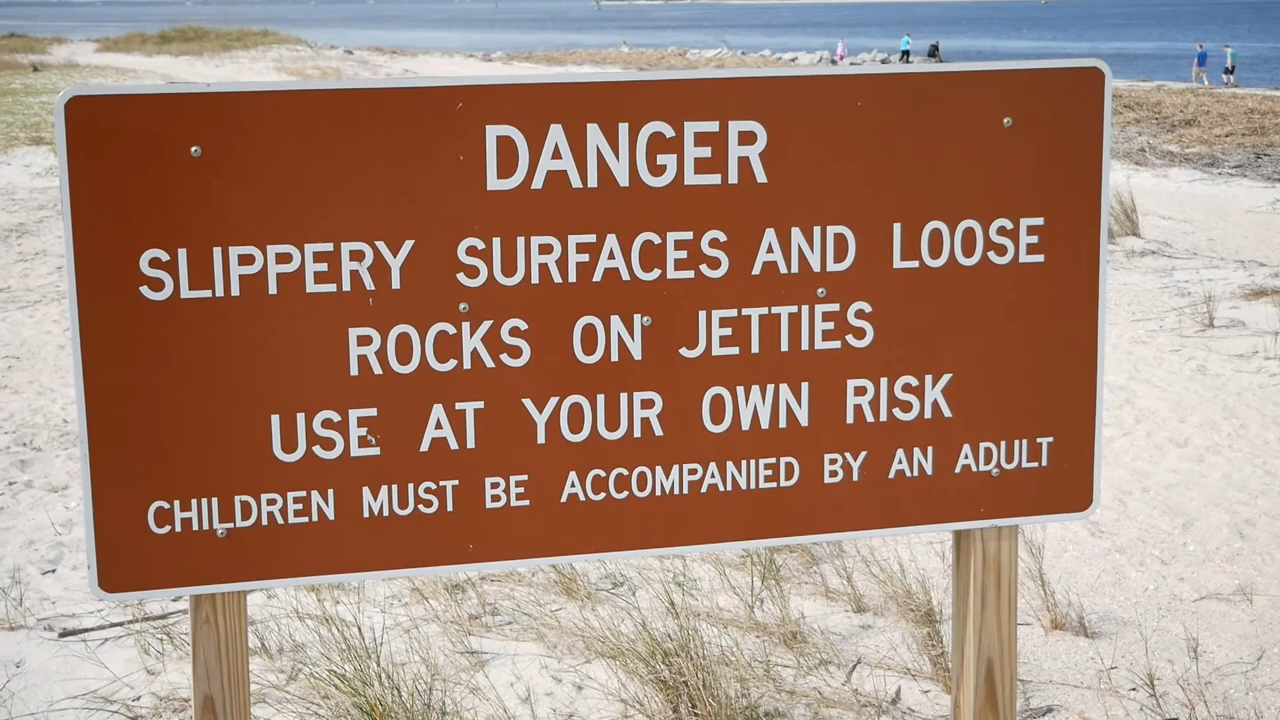 DANGER
SLIPPERY SURFACES AND LOOSE
ROCKS ON JETTIES
USE AT YOUR OWN RISK
CHILDREN MUST BE ACCOMPANIED BY AN ADULT